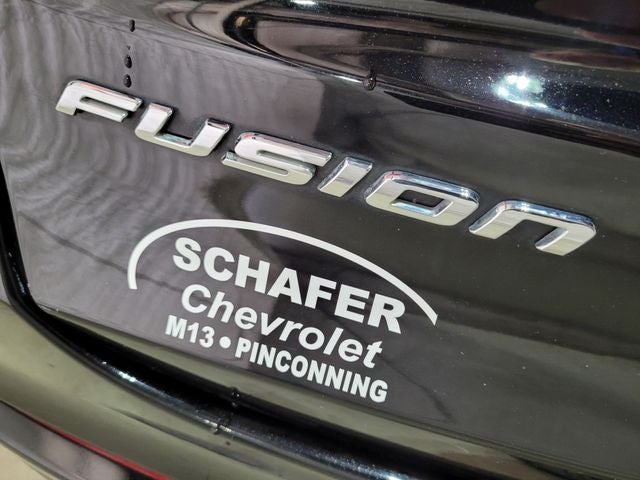 FUSION
SCHAFER
Chevrolet
M13 • PINCONNING